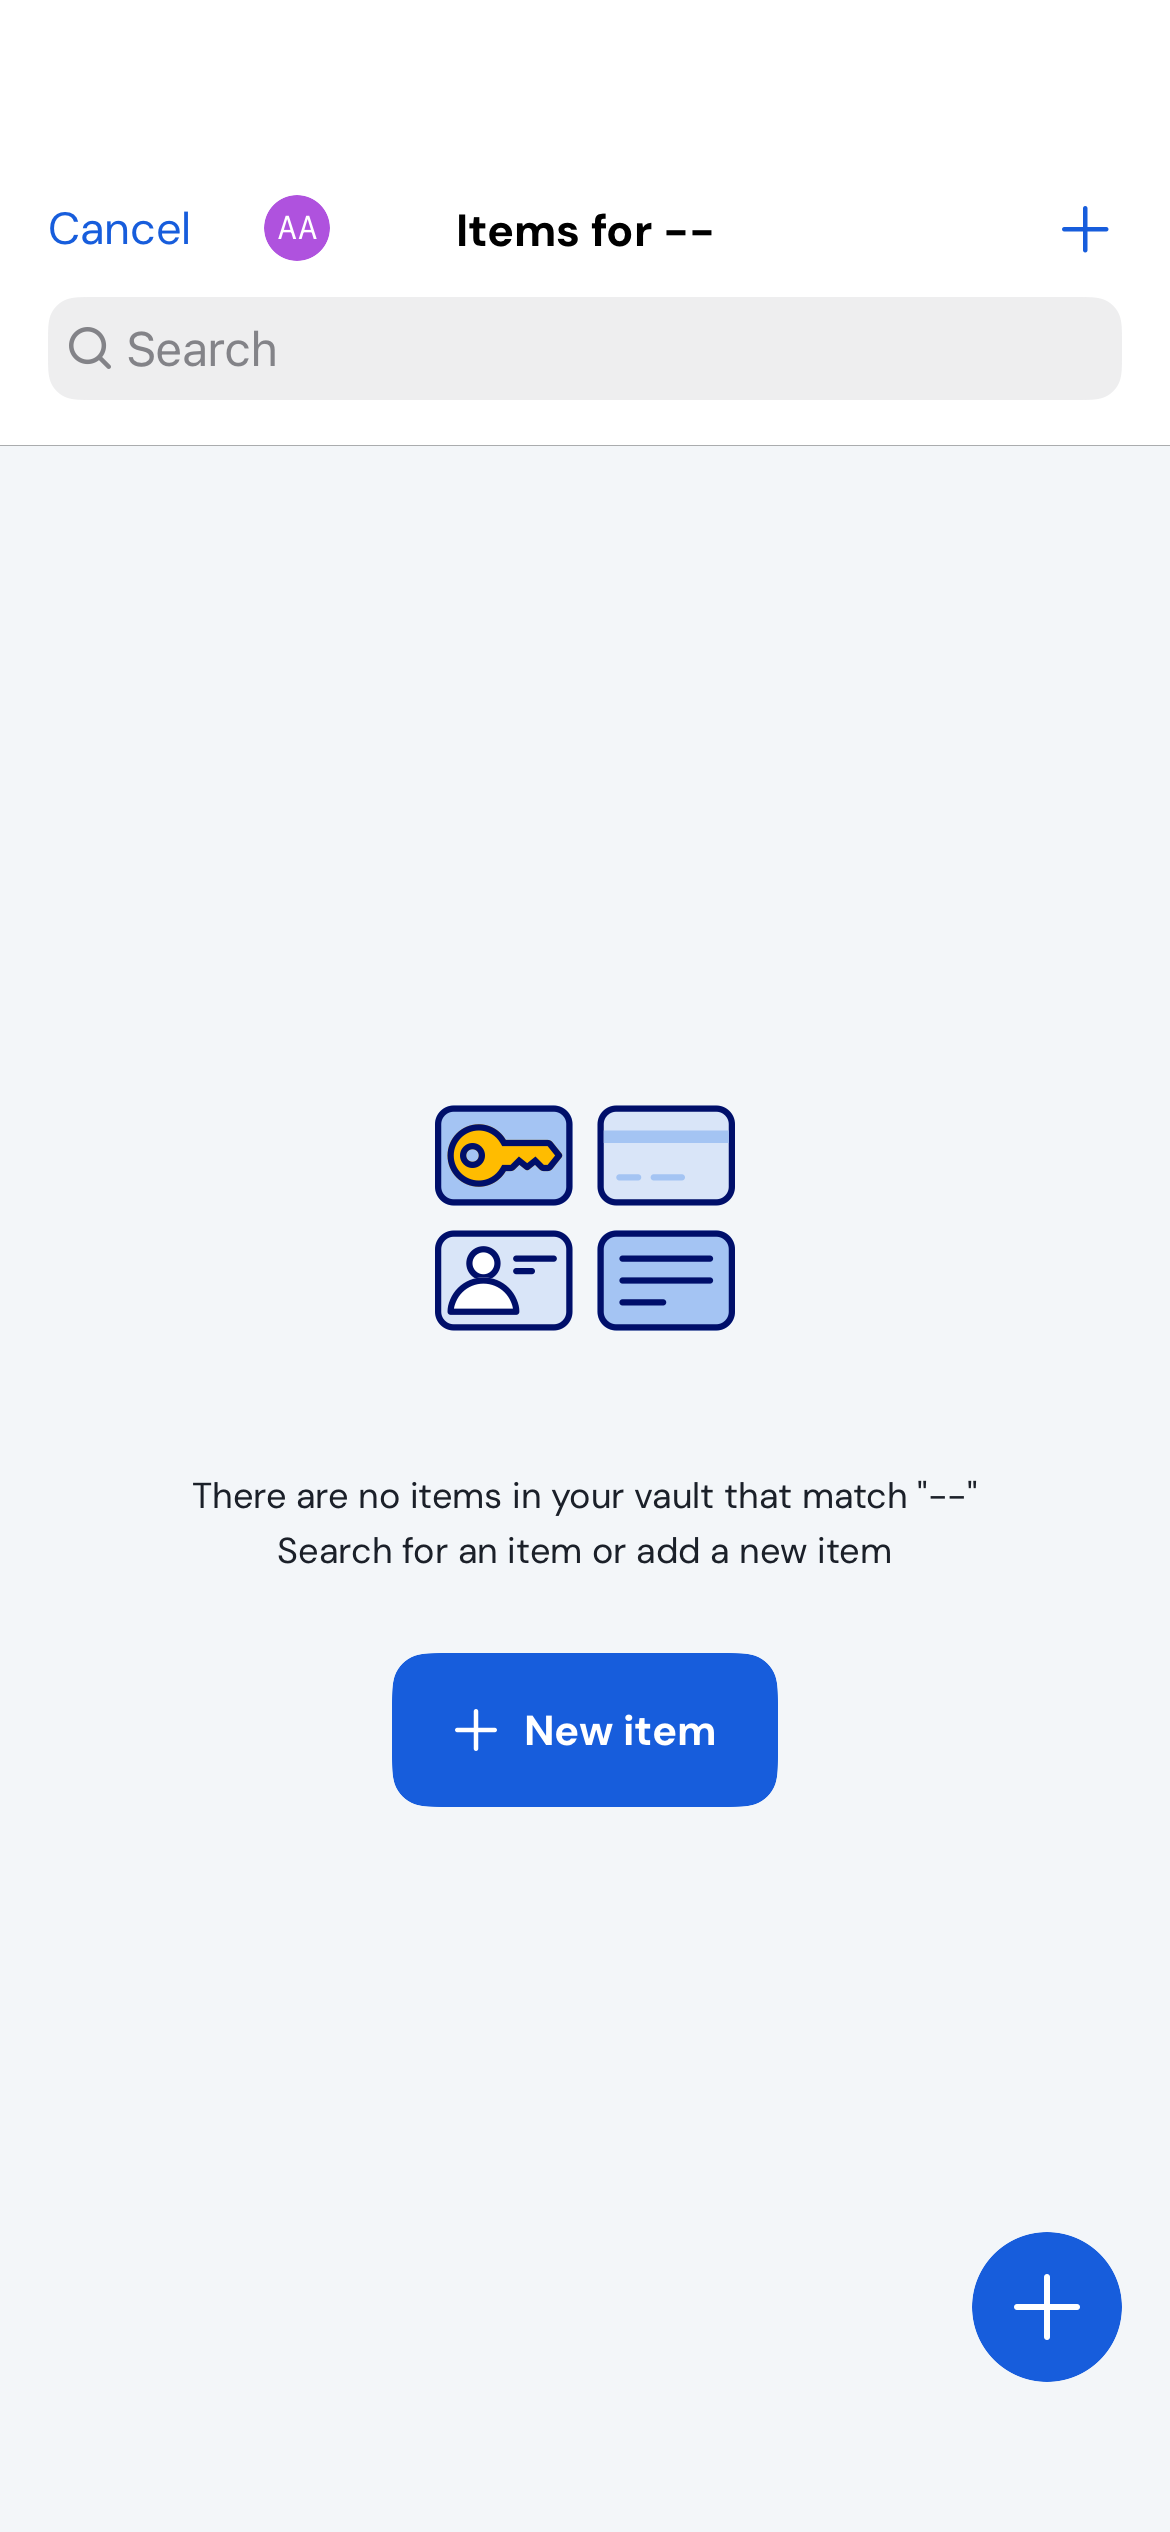 Cancel
AA
Items for --
Search
There are no items in your vault that match "--"
Search for an item or add a new item
New item